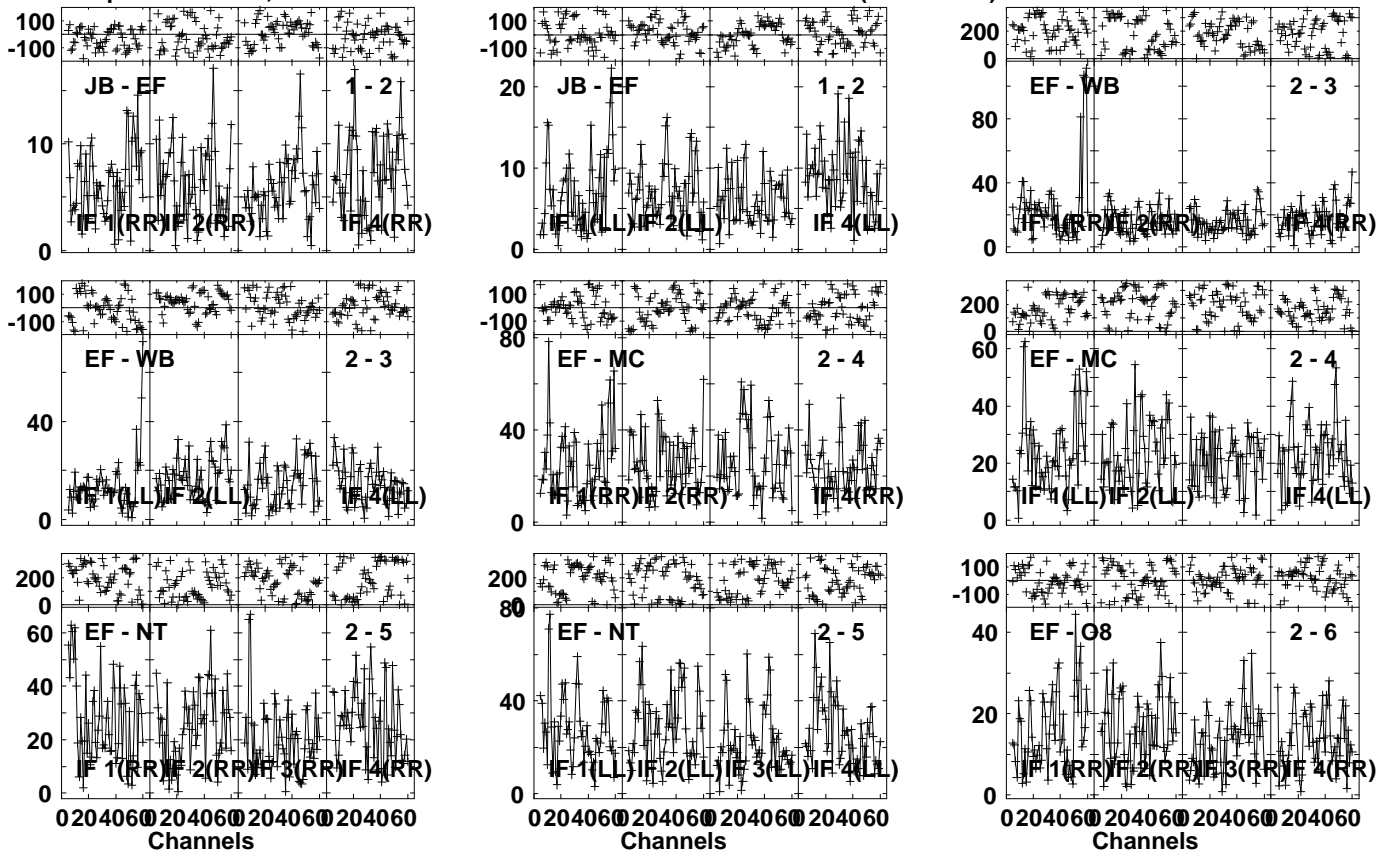 100
-100
JB - EF 1 - 2
10
0
IF 1(RR) IF 2(RR) IF 4(RR)
100
-100
JB - EF 1 - 2
20
10
0
IF 1(LL) IF 2(LL) IF 4(LL)
200
0
EF - WB 2 - 3
80
40
0
IF 1(RR) IF 2(RR) IF 4(RR)
100
-100
EF - WB 2 - 3
40
0
IF 1(LL) IF 2(LL) IF 4(LL)
100
-100
80
EF - MC 2 - 4
40
0
IF 1(RR) IF 2(RR) IF 4(RR)
200
0
60
EF - MC 2 - 4
40
20
0
IF 1(LL) IF 2(LL) IF 4(LL)
200
0
60
EF - NT 2 - 5
40
20
0
IF 1(RR) IF 2(RR) IF 3(RR) IF 4(RR)
0 20 40 60 0 20 40 60 0 20 40 60 0 20 40 60
Channels
200
0
80
EF - NT 2 - 5
40
0
IF 1(LL) IF 2(LL) IF 3(LL) IF 4(LL)
0 20 40 60 0 20 40 60 0 20 40 60 0 20 40 60
Channels
100
-100
40
EF - O8 2 - 6
20
0
IF 1(RR) IF 2(RR) IF 3(RR) IF 4(RR)
0 20 40 60 0 20 40 60 0 20 40 60 0 20 40 60
Channels